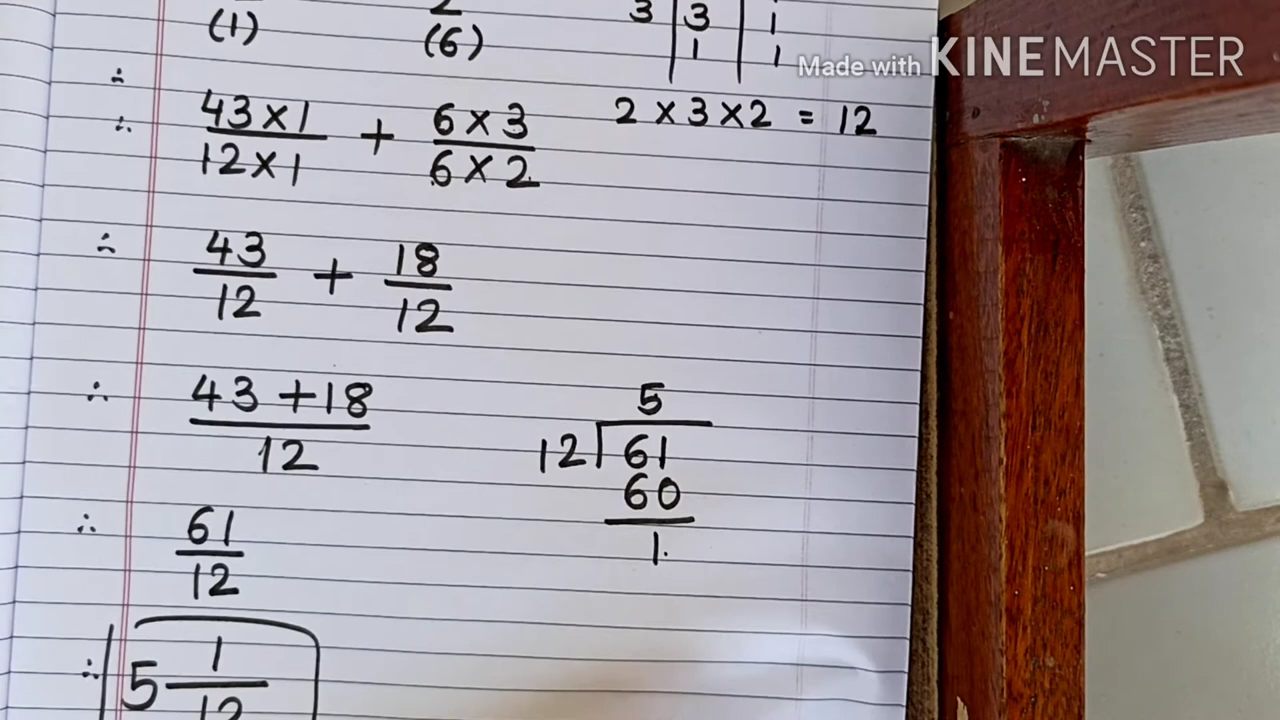 (1) (6) 3 | 3 | 1
1 | 1
Made with KINEMASTER
∴
∴ 43×1/12×1 + 6×3/6×2 2×3×2 = 12
∴ 43/12 + 18/12
∴ 43+18/12
5
12 61
60
1.
∴ 61/12
∴ 5 1/12